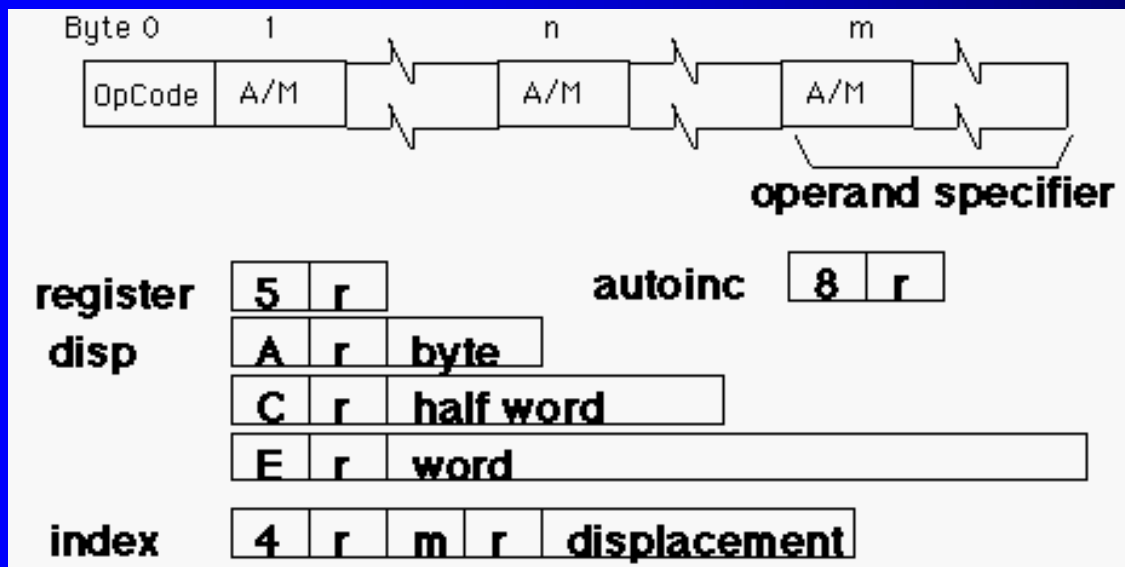 Byte 0 1 n m
OpCode A/M A/M A/M
operand specifier
register 5 r autoinc 8 r
disp A r byte
C r half word
E r word
index 4 r m r displacement